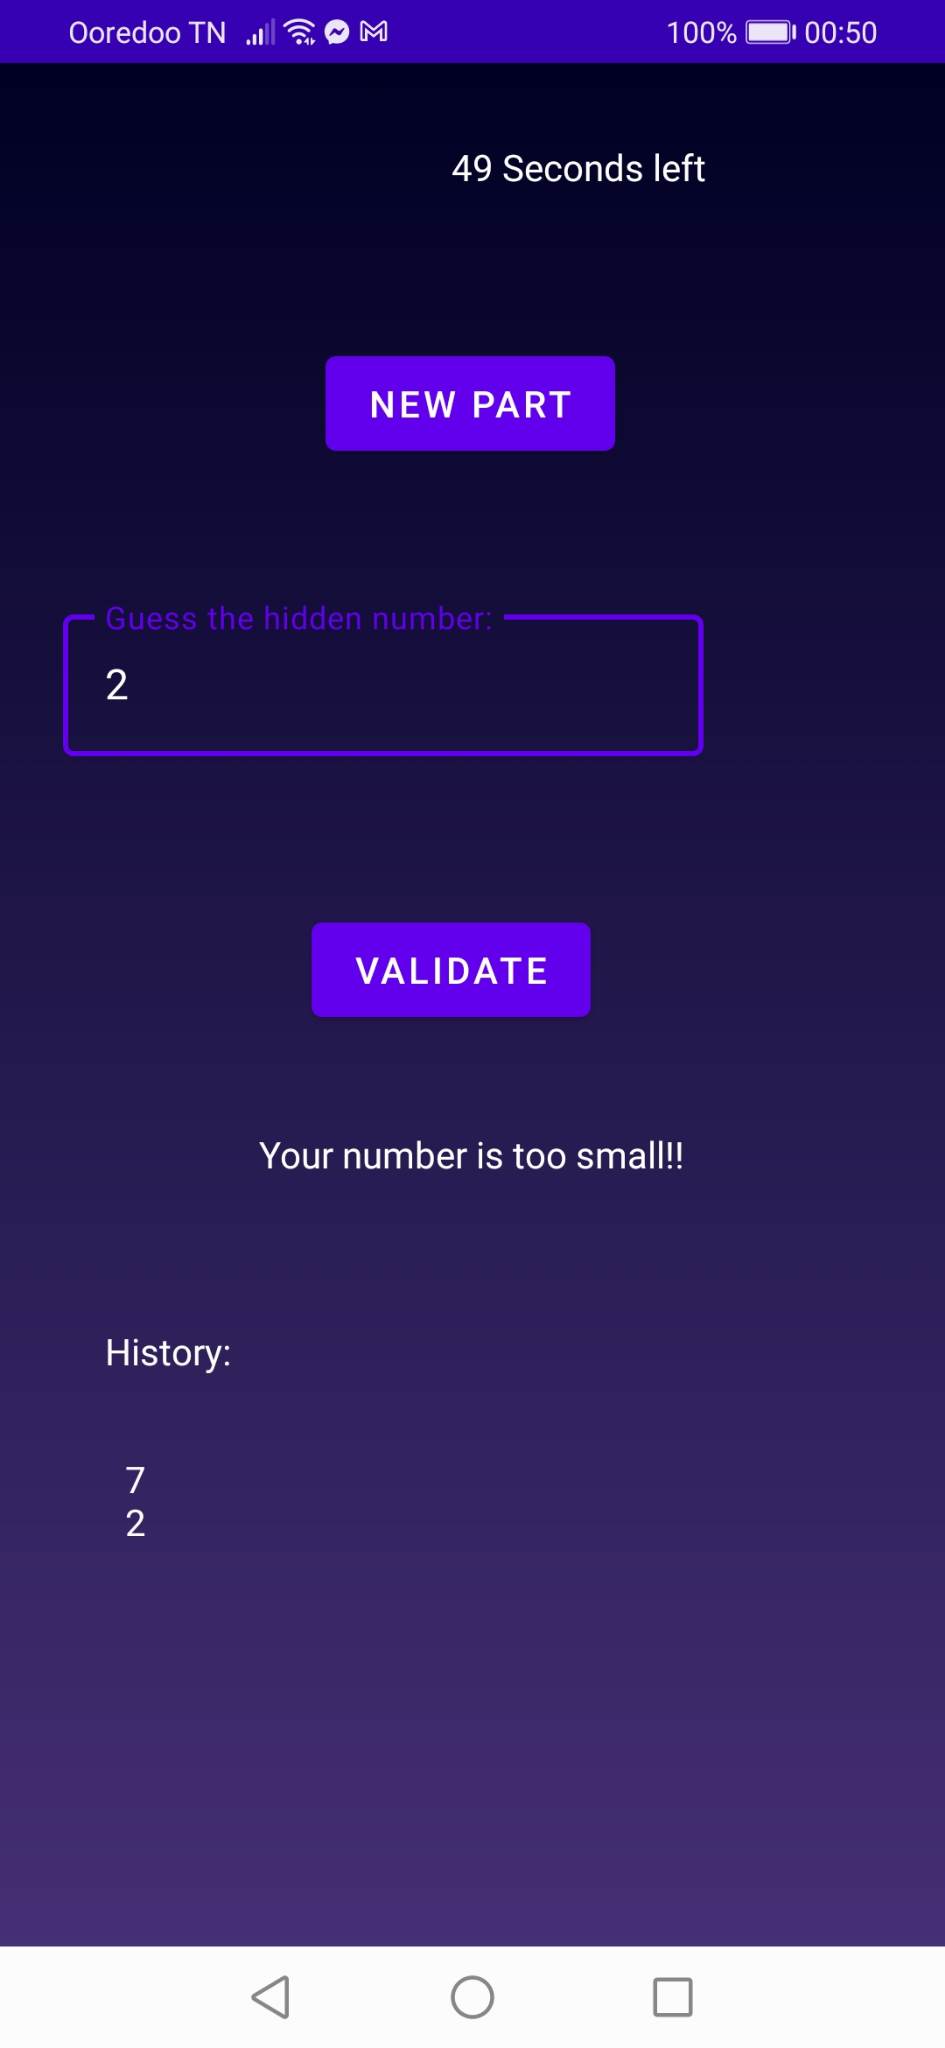 Ooredoo TN 100% 00:50
49 Seconds left
NEW PART
Guess the hidden number:
2
VALIDATE
Your number is too small!!
History:
7
2